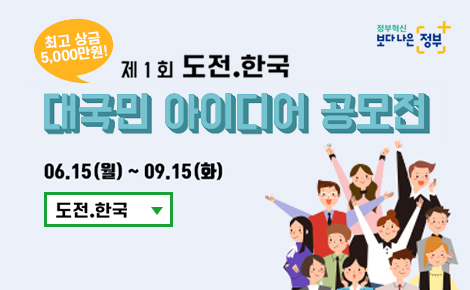 최고 상금
5,000만원!
정부혁신
보다나은 정부
제1회 도전.한국
대국민 아이디어 공모전
06.15(월) ~ 09.15(화)
도전.한국